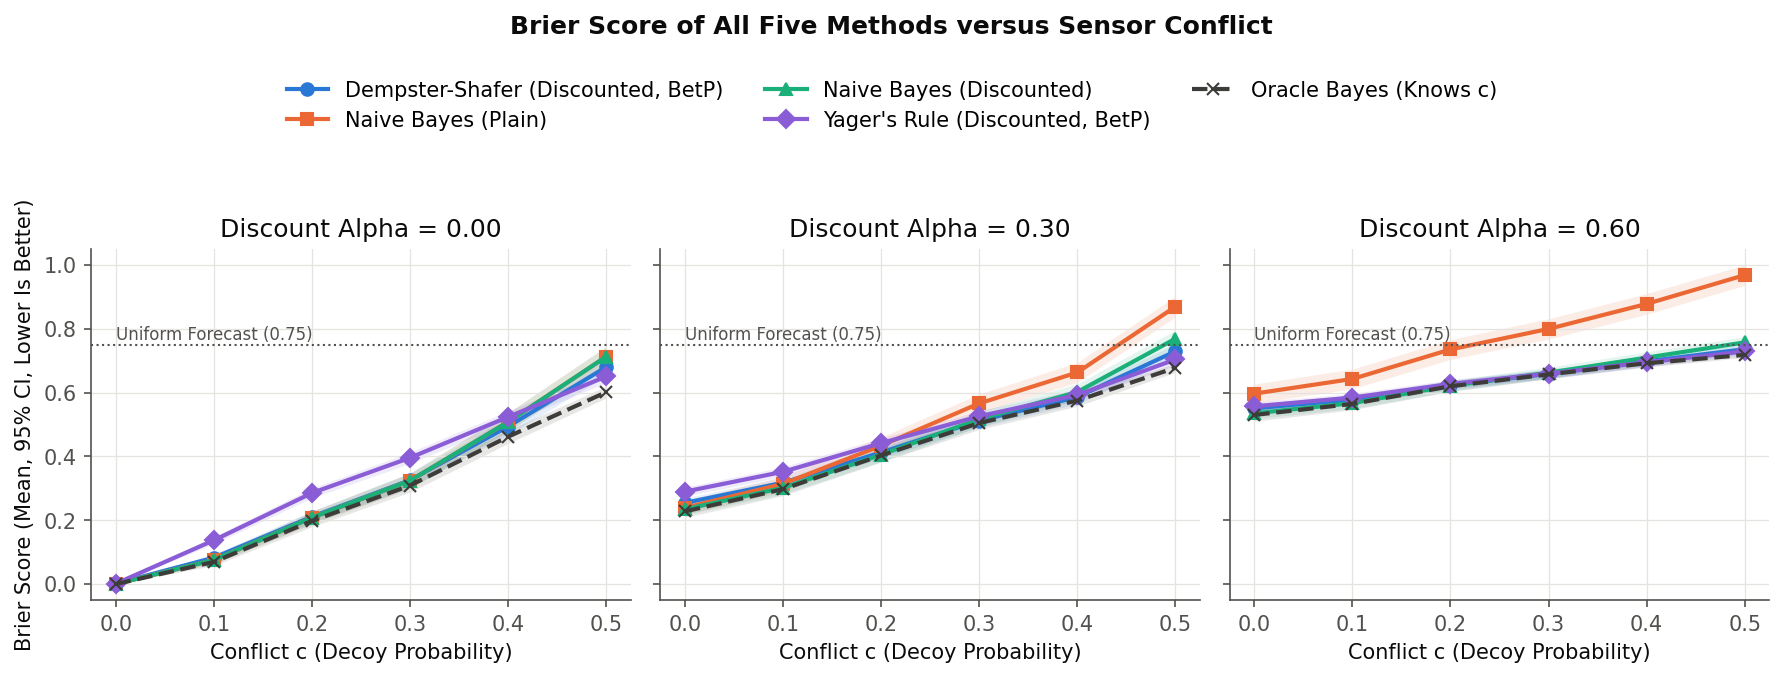 Brier Score of All Five Methods versus Sensor Conflict
Dempster-Shafer (Discounted, BetP)
Naive Bayes (Plain)
Naive Bayes (Discounted)
Yager's Rule (Discounted, BetP)
Oracle Bayes (Knows c)
Brier Score (Mean, 95% CI, Lower Is Better)
Discount Alpha = 0.00
1.0
0.8
0.6
0.4
0.2
0.0
Uniform Forecast (0.75)
0.0 0.1 0.2 0.3 0.4 0.5
Conflict c (Decoy Probability)
Discount Alpha = 0.30
Uniform Forecast (0.75)
0.0 0.1 0.2 0.3 0.4 0.5
Conflict c (Decoy Probability)
Discount Alpha = 0.60
Uniform Forecast (0.75)
0.0 0.1 0.2 0.3 0.4 0.5
Conflict c (Decoy Probability)